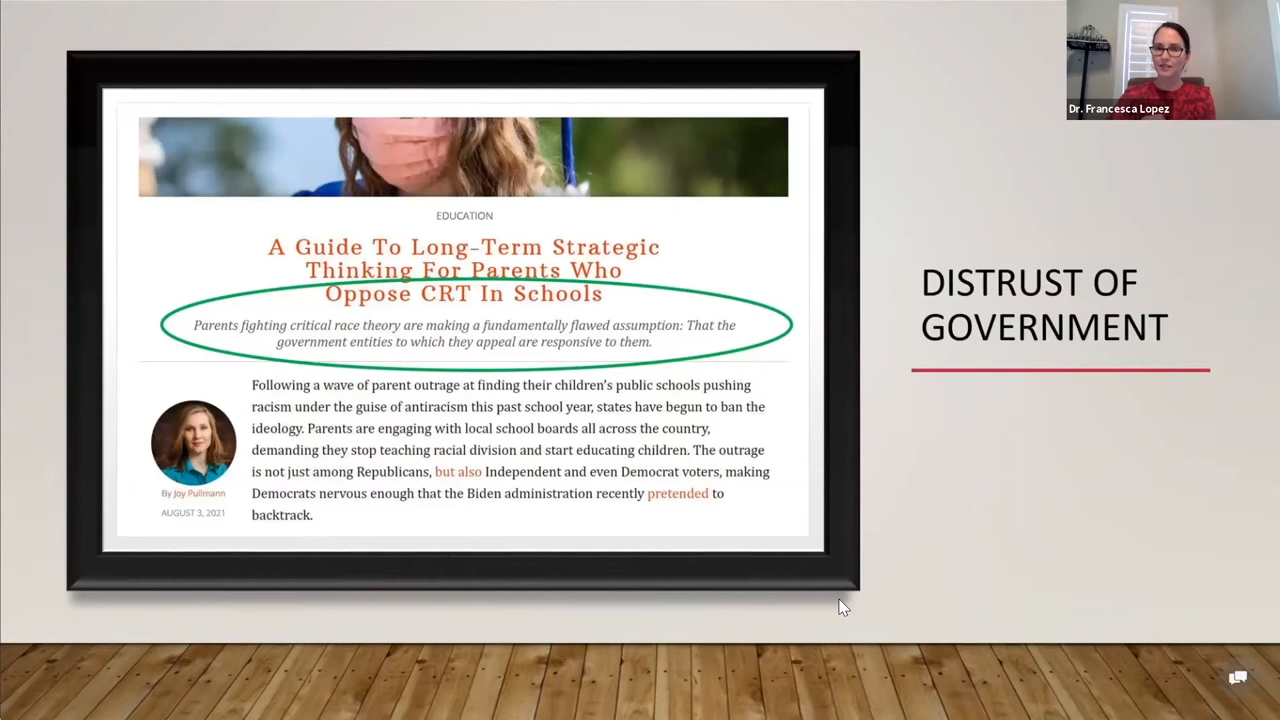 Dr. Francesca Lopez
EDUCATION
A Guide To Long-Term Strategic
Thinking For Parents Who
Oppose CRT In Schools
Parents fighting critical race theory are making a fundamentally flawed assumption: That the
government entities to which they appeal are responsive to them.
Following a wave of parent outrage at finding their children's public schools pushing
racism under the guise of antiracism this past school year, states have begun to ban the
ideology. Parents are engaging with local school boards all across the country,
demanding they stop teaching racial division and start educating children. The outrage
is not just among Republicans, but also Independent and even Democrat voters, making
Democrats nervous enough that the Biden administration recently pretended to
backtrack.
By Joy Pullmann
AUGUST 3, 2021
DISTRUST OF
GOVERNMENT